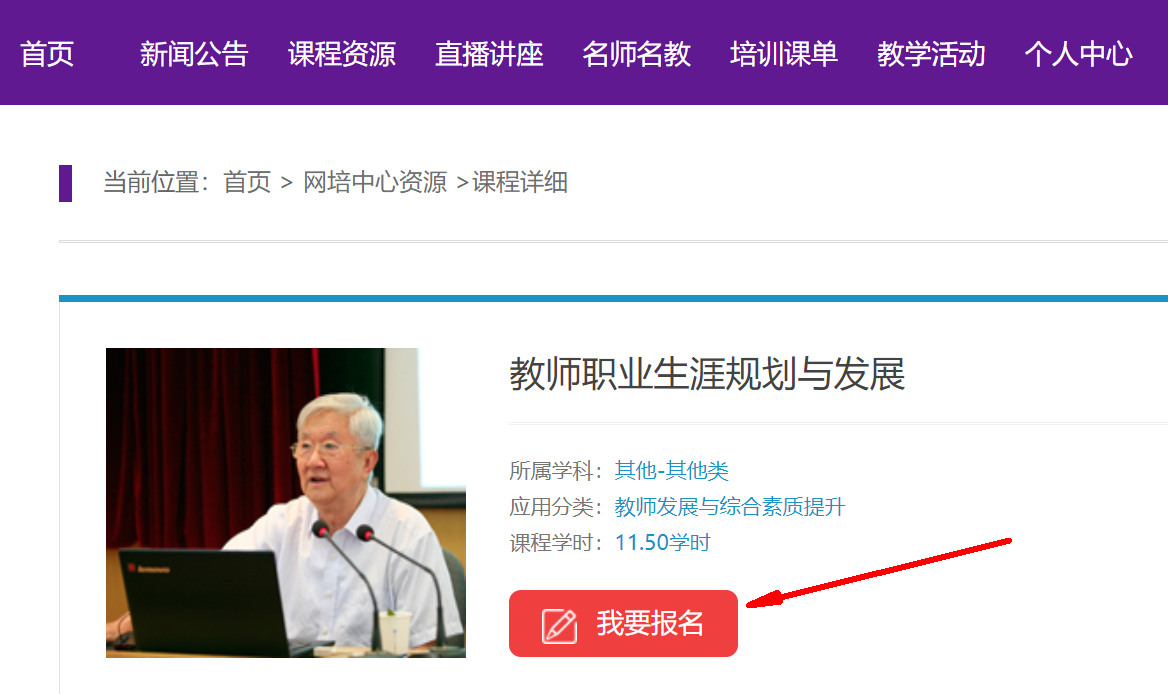 首页 新闻公告 课程资源 直播讲座 名师名教 培训课单 教学活动 个人中心
当前位置：首页 > 网培中心资源 >课程详细
教师职业生涯规划与发展
所属学科：其他-其他类
应用分类：教师发展与综合素质提升
课程学时：11.50学时
我要报名
lenovo